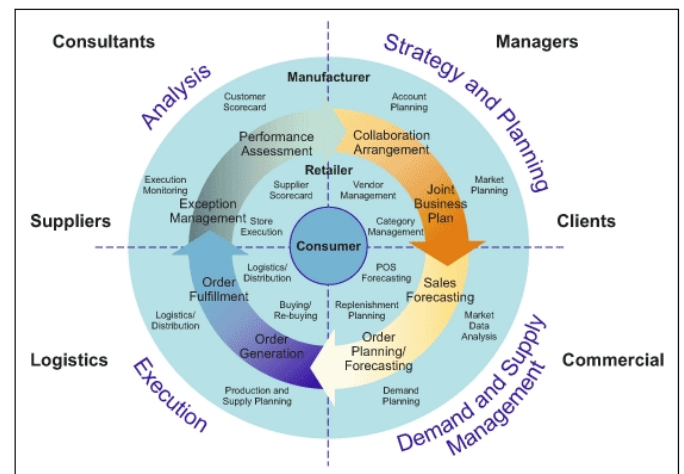 Consultants
Managers
Strategy and Planning
Analysis
Manufacturer
Customer
Scorecard
Account
Planning
Performance
Assessment
Collaboration
Arrangement
Retailer
Execution
Monitoring
Supplier
Scorecard
Vendor
Management
Market
Planning
Exception
Management
Joint
Business
Plan
Suppliers
Store
Execution
Consumer
Category
Management
Clients
Order
Fulfillment
Logistics/
Distribution
POS
Forecasting
Sales
Forecasting
Logistics/
Distribution
Buying/
Re-buying
Replenishment
Planning
Market
Data
Analysis
Order
Generation
Order
Planning/
Forecasting
Logistics
Commercial
Execution
Production and
Supply Planning
Demand
Planning
Demand and Supply
Management